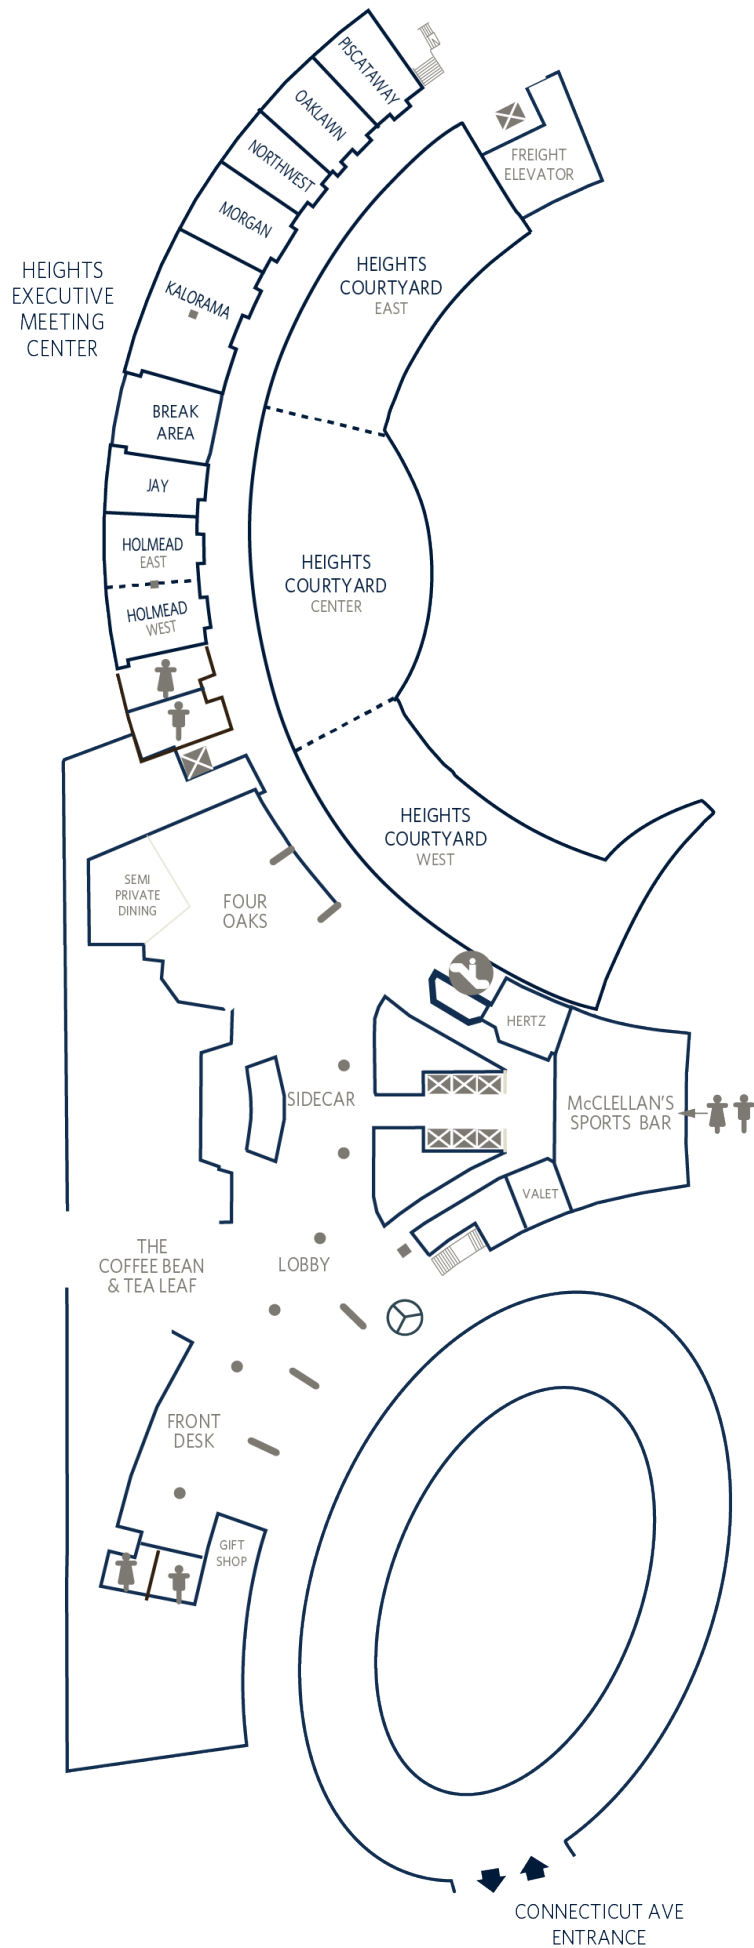 PISCATAWAY
OAKLAWN
NORTHWEST
MORGAN
KALORAMA
FREIGHT
ELEVATOR
HEIGHTS
EXECUTIVE
MEETING
CENTER
HEIGHTS
COURTYARD
EAST
BREAK
AREA
JAY
HOLMEAD
EAST
HOLMEAD
WEST
HEIGHTS
COURTYARD
CENTER
HEIGHTS
COURTYARD
WEST
SEMI
PRIVATE
DINING
FOUR
OAKS
HERTZ
SIDECAR
McCLELLAN'S
SPORTS BAR
VALET
THE
COFFEE BEAN
& TEA LEAF
LOBBY
FRONT
DESK
GIFT
SHOP
CONNECTICUT AVE
ENTRANCE